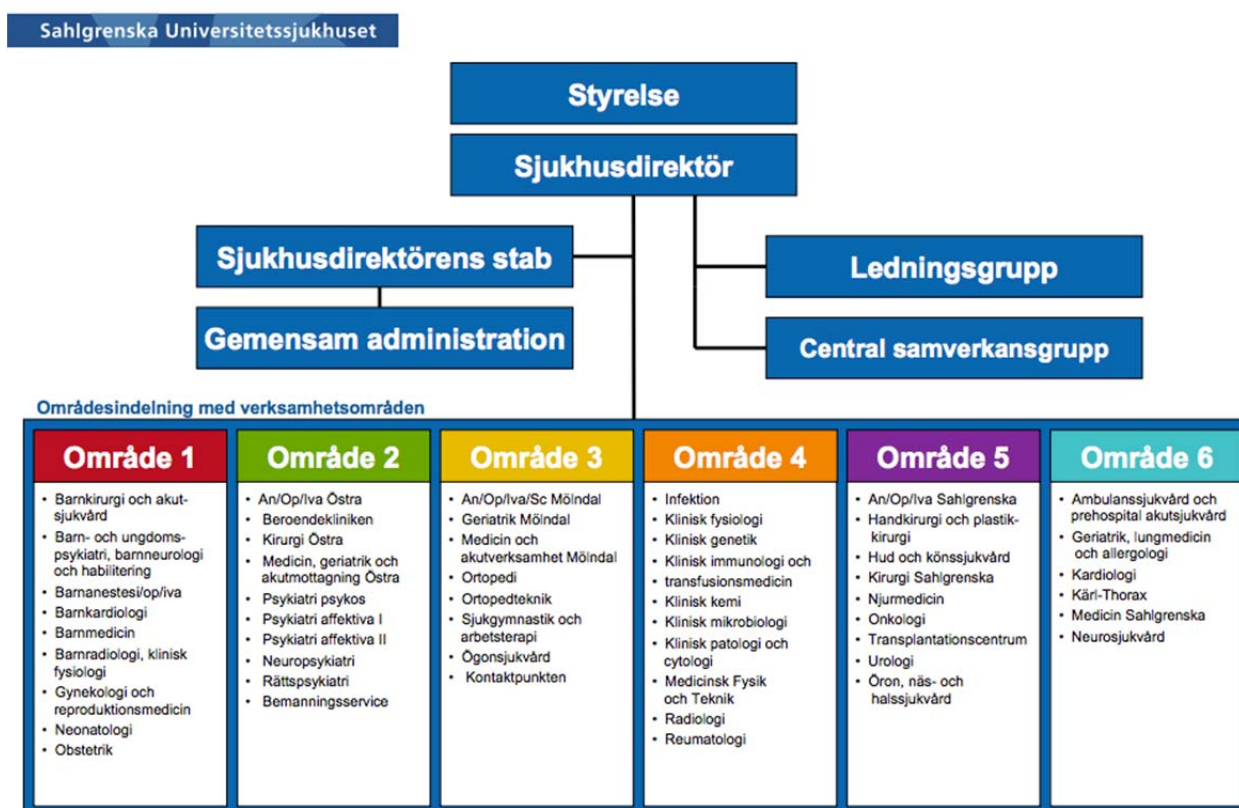 Sahlgrenska Universitetssjukhuset
Styrelse
Sjukhusdirektör
Sjukhusdirektörens stab
Ledningsgrupp
Gemensam administration
Central samverkansgrupp
Områdesindelning med verksamhetsområden
Område 1
• Barnkirurgi och akut-
sjukvård
• Barn- och ungdoms-
psykiatri, barnneurologi
och habilitering
• Barnanestesi/op/iva
• Barnkardiologi
• Barnmedicin
• Barnradiologi, klinisk
fysiologi
• Gynekologi och
reproduktionsmedicin
• Neonatologi
• Obstetrik
Område 2
• An/Op/Iva Östra
• Beroendekliniken
• Kirurgi Östra
• Medicin, geriatrik och
akutmottagning Östra
• Psykiatri psykos
• Psykiatri affektiva I
• Psykiatri affektiva II
• Neuropsykiatri
• Rättspsykiatri
• Bemanningsservice
Område 3
• An/Op/Iva/Sc Mölndal
• Geriatrik Mölndal
• Medicin och
akutverksamhet Mölndal
• Ortopedi
• Ortopedteknik
• Sjukgymnastik och
arbetsterapi
• Ögonsjukvård
• Kontaktpunkten
Område 4
• Infektion
• Klinisk fysiologi
• Klinisk genetik
• Klinisk immunologi och
• transfusionsmedicin
• Klinisk kemi
• Klinisk mikrobiologi
• Klinisk patologi och
cytologi
• Medicinsk Fysik
och Teknik
• Radiologi
• Reumatologi
Område 5
• An/Op/Iva Sahlgrenska
• Handkirurgi och plastik-
kirurgi
• Hud och könssjukvård
• Kirurgi Sahlgrenska
• Njurmedicin
• Onkologi
• Transplantationscentrum
• Urologi
• Öron, näs- och
halssjukvård
Område 6
• Ambulanssjukvård och
prehospital akutsjukvård
• Geriatrik, lungmedicin
och allergologi
• Kardiologi
• Kärl-Thorax
• Medicin Sahlgrenska
• Neurosjukvård